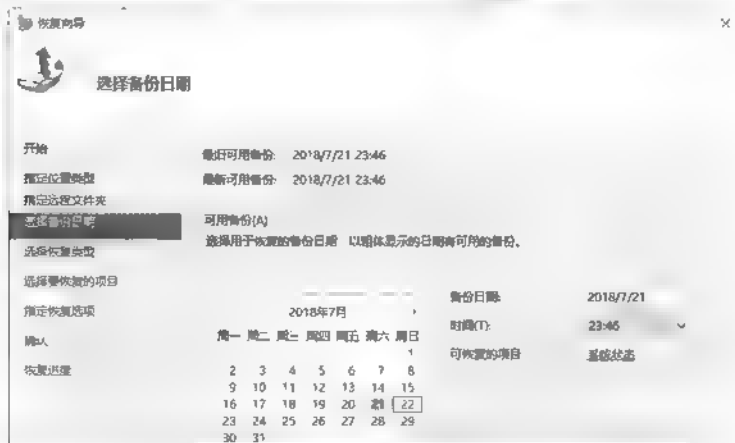 恢复向导
选择备份日期
开始
指定位置类型
指定远程文件夹
选择备份日期
选择恢复类型
选择要恢复的项目
指定恢复选项
确认
恢复进度
最旧可用备份: 2018/7/21 23:46
最新可用备份: 2018/7/21 23:46
可用备份(A)
选择用于恢复的备份日期。以粗体显示的日期有可用的备份。
2018年7月
周一 周二 周三 周四 周五 周六 周日
1
2 3 4 5 6 7 8
9 10 11 12 13 14 15
16 17 18 19 20 21 22
23 24 25 26 27 28 29
30 31
备份日期: 2018/7/21
时间(T): 23:46
可恢复的项目 系统状态